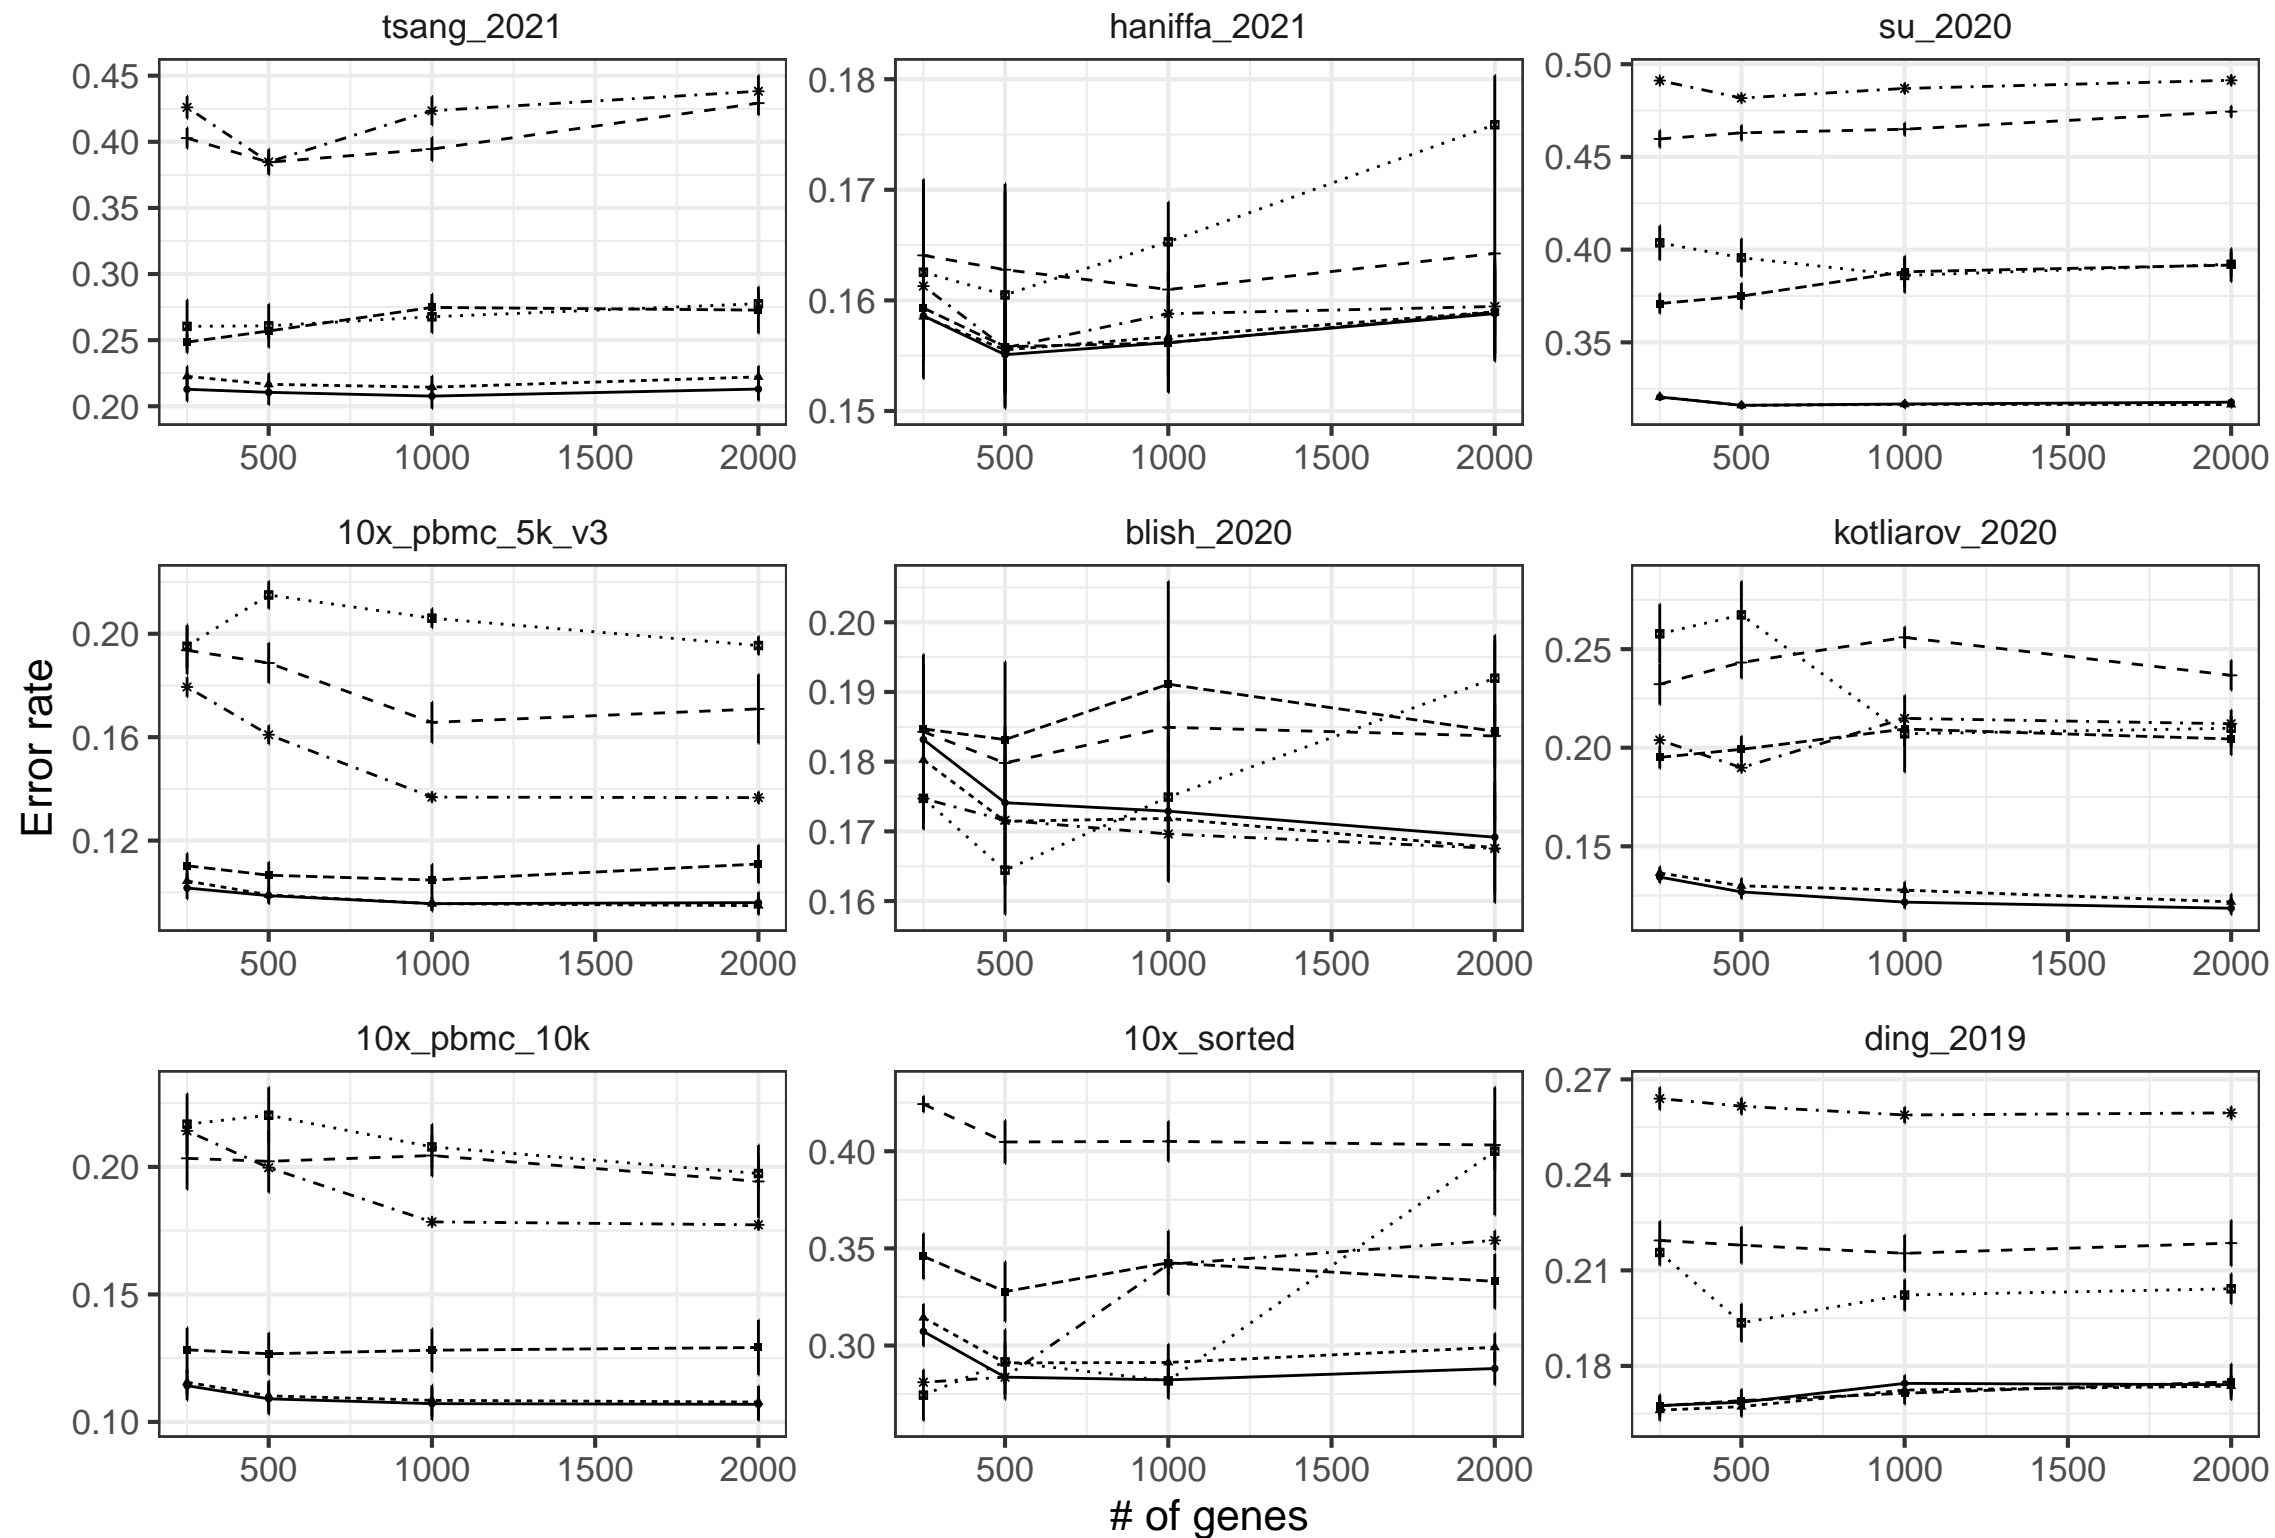 tsang_2021 haniffa_2021 su_2020
0.45 0.40 0.35 0.30 0.25 0.20
0.18 0.17 0.16 0.15
0.50 0.45 0.40 0.35
500 1000 1500 2000 500 1000 1500 2000 500 1000 1500 2000
10x_pbmc_5k_v3 blish_2020 kotliarov_2020
Error rate
0.20 0.16 0.12
0.20 0.19 0.18 0.17 0.16
0.25 0.20 0.15
500 1000 1500 2000 500 1000 1500 2000 500 1000 1500 2000
10x_pbmc_10k 10x_sorted ding_2019
0.20 0.15 0.10
0.40 0.35 0.30
0.27 0.24 0.21 0.18
500 1000 1500 2000 500 1000 1500 2000 500 1000 1500 2000
# of genes